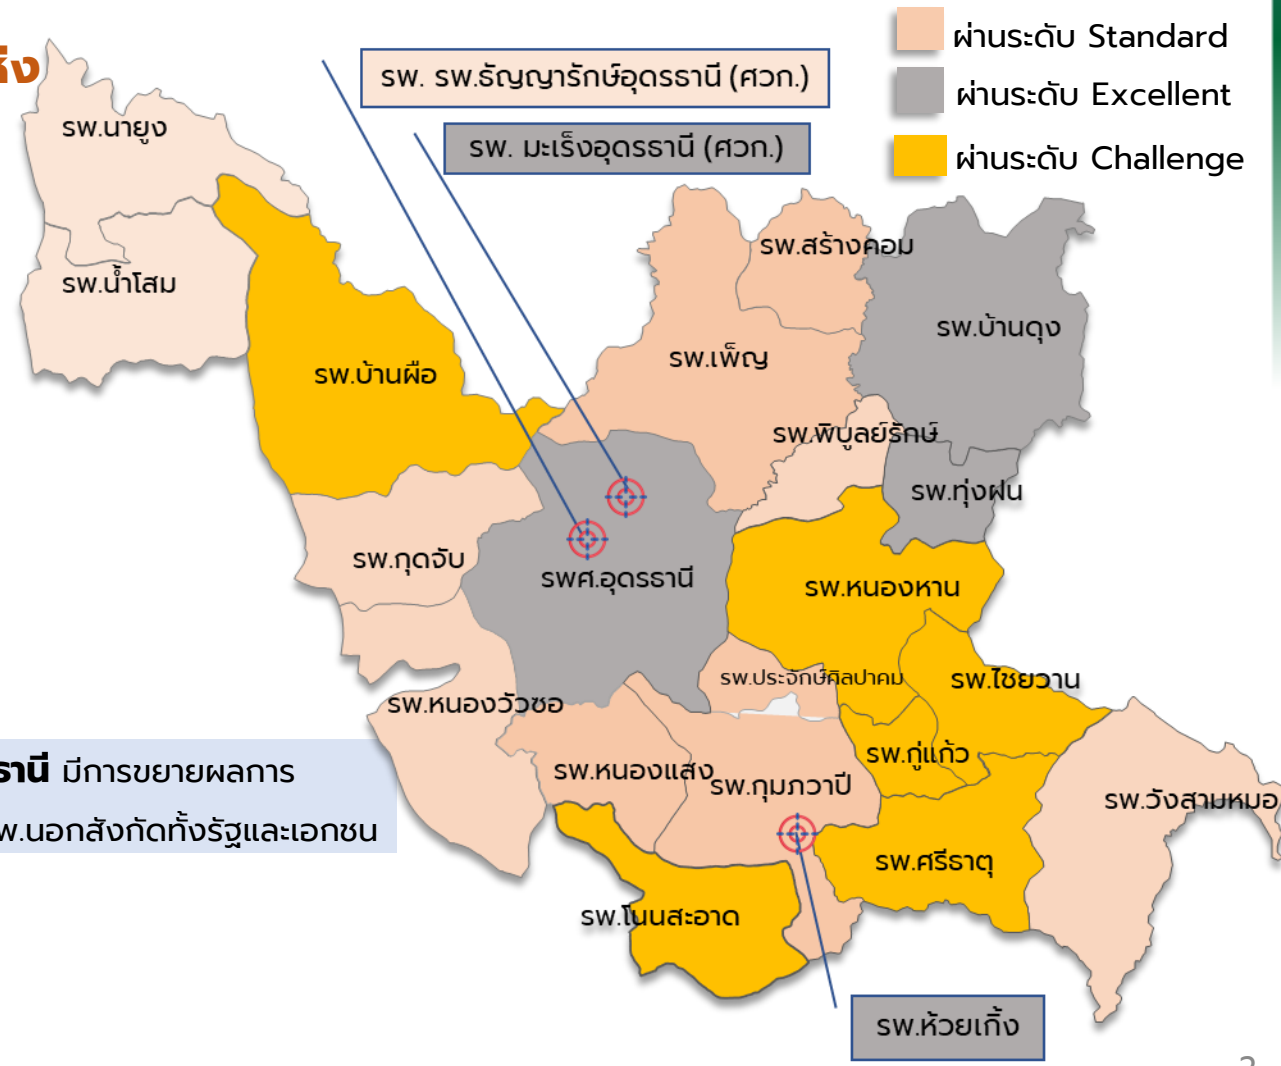 ผ่านระดับ Standard
ผ่านระดับ Excellent
ผ่านระดับ Challenge
รพ. รพ.ธัญญารักษ์อุดรธานี (ศวก.)
รพ. มะเร็งอุดรธานี (ศวก.)
รพ.นายูง
รพ.น้ำโสม
รพ.บ้านผือ
รพ.สร้างคอม
รพ.บ้านดุง
รพ.เพ็ญ
รพ.พิบูลย์รักษ์
รพ.ทุ่งฝน
รพ.กุดจับ
รพศ.อุดรธานี
รพ.หนองหาน
รพ.ประจักษ์ศิลปาคม
รพ.ไชยวาน
รพ.หนองวัวซอ
รพ.กู่แก้ว
รพ.หนองแสง
รพ.กุมภวาปี
รพ.วังสามหมอ
รพ.ศรีธาตุ
รพ.โนนสะอาด
รพ.ห้วยเกิ้ง
ธานี มีการขยายผลการ
พ.นอกสังกัดทั้งรัฐและเอกชน